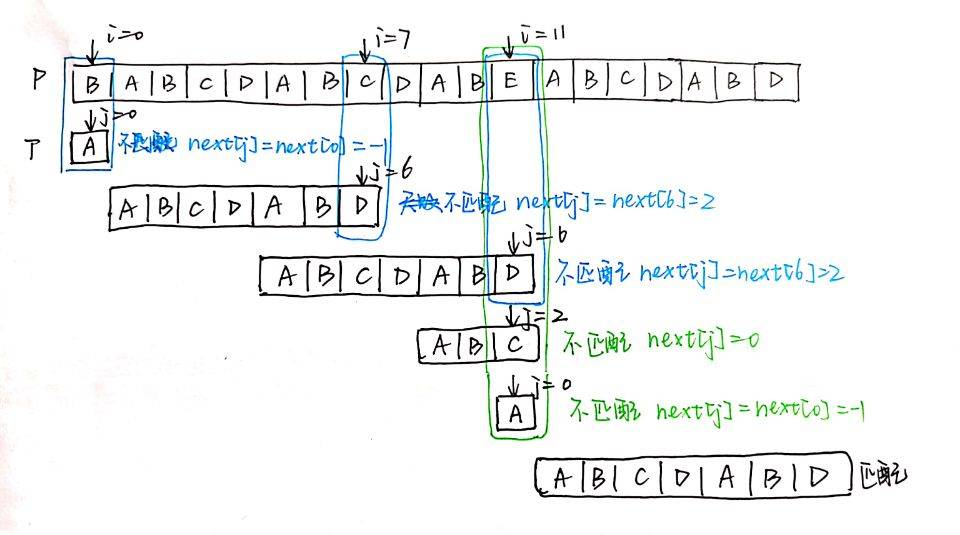 i=0 i=7 i=11
P B A B C D A B C D A B E A B C D A B D
j=0
T A 不匹配 next[j]=next[0]=-1
j=6
A B C D A B D 不匹配 next[j]=next[6]=2
j=6
A B C D A B D 不匹配 next[j]=next[6]=2
j=2
A B C 不匹配 next[j]=0
j=0
A 不匹配 next[j]=next[0]=-1
A B C D A B D 匹配